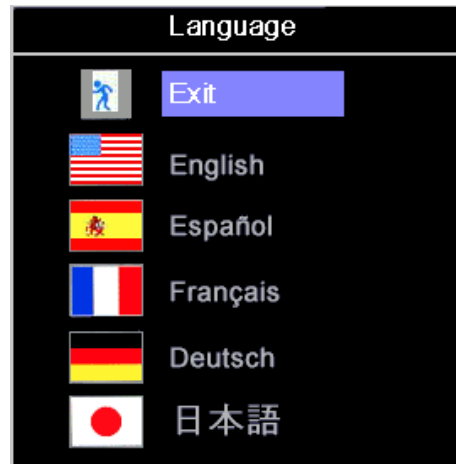 Language
Exit
English
Español
Français
Deutsch
日本語